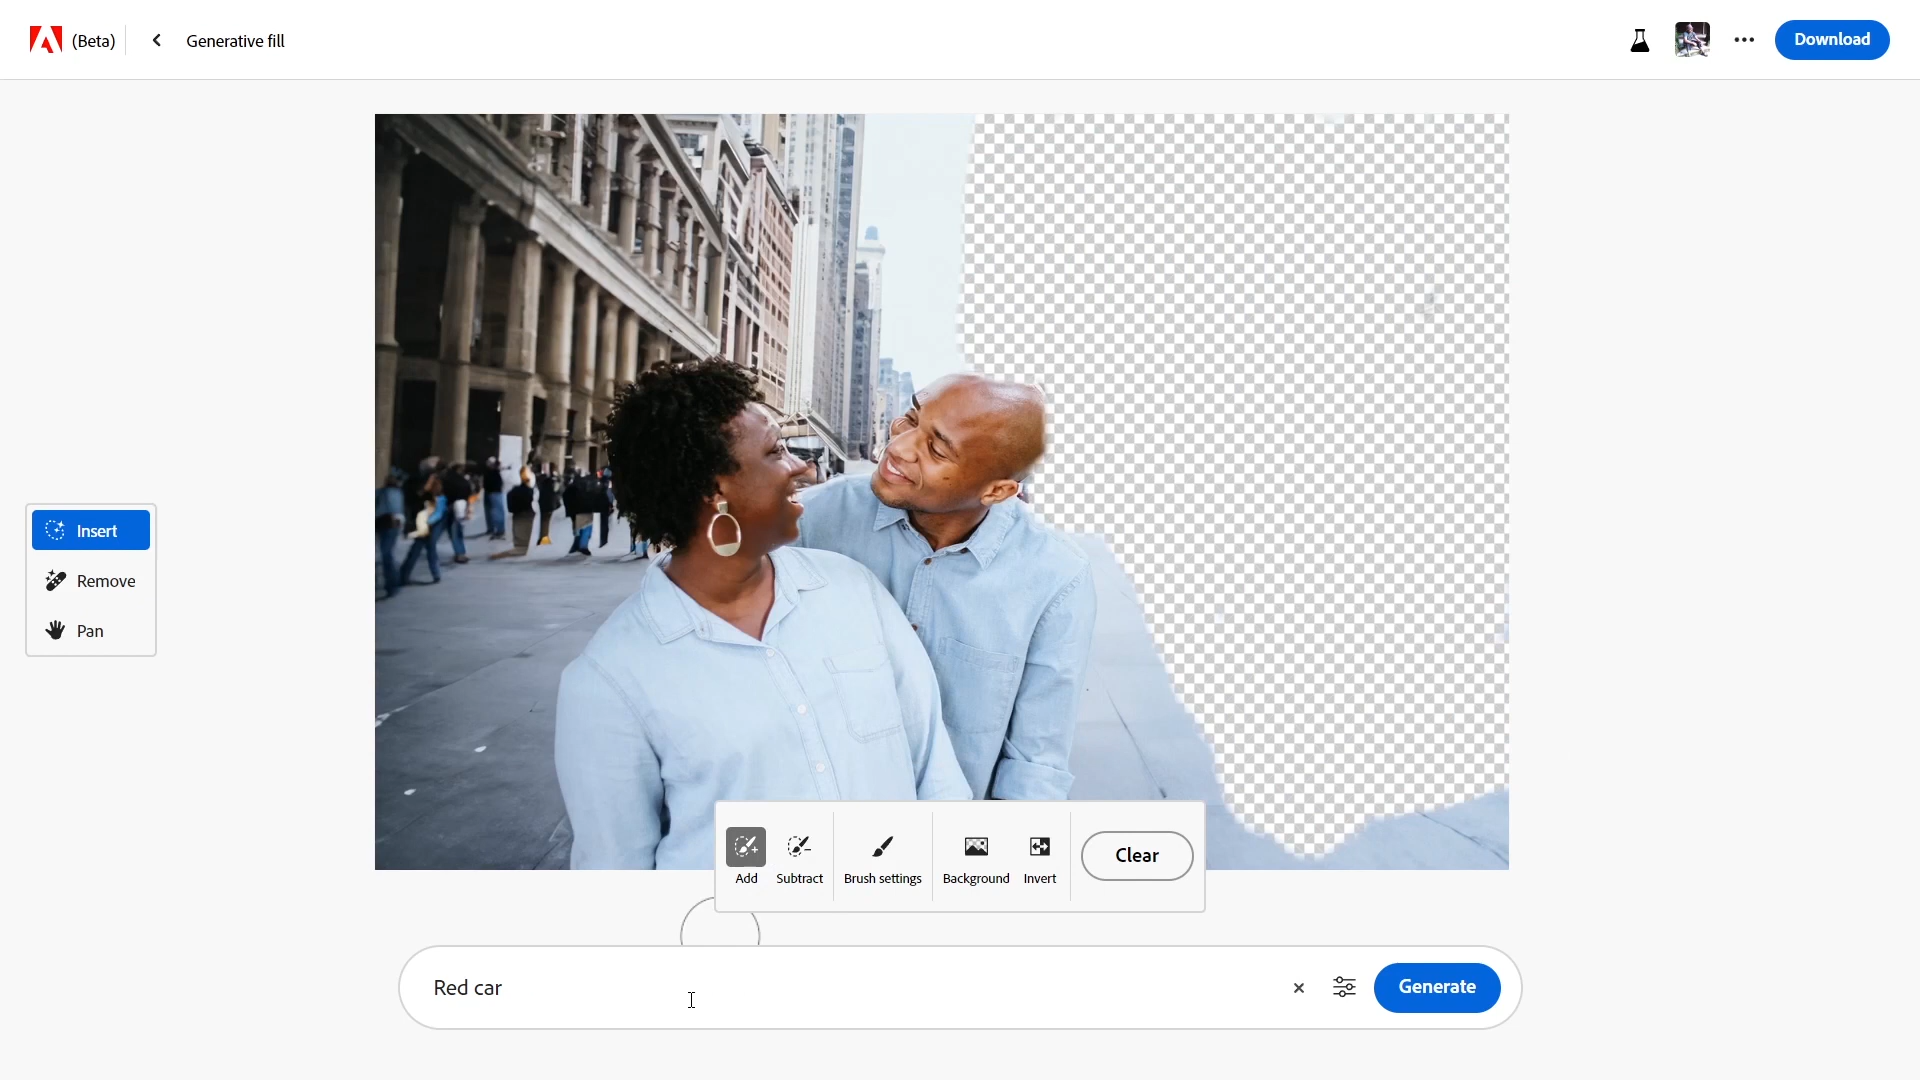 (Beta)
Generative fill
Download
Insert
Remove
Pan
Add
Subtract
Brush settings
Background
Invert
Clear
Red car
Generate